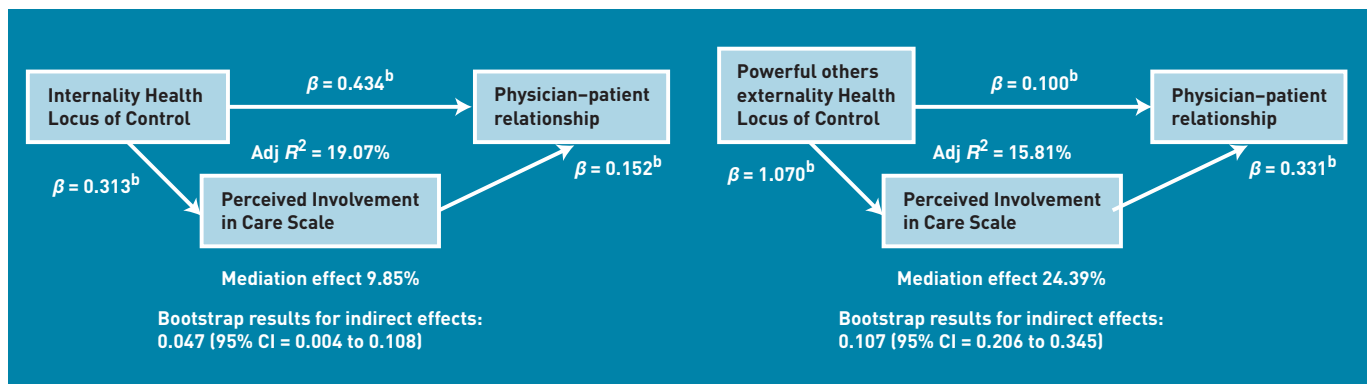 Internality Health
Locus of Control
β = 0.434ᵇ
Physician–patient
relationship
Adj R² = 19.07%
β = 0.313ᵇ
β = 0.152ᵇ
Perceived Involvement
in Care Scale
Mediation effect 9.85%
Bootstrap results for indirect effects:
0.047 (95% CI = 0.004 to 0.108)
Powerful others
externality Health
Locus of Control
β = 0.100ᵇ
Physician–patient
relationship
Adj R² = 15.81%
β = 1.070ᵇ
β = 0.331ᵇ
Perceived Involvement
in Care Scale
Mediation effect 24.39%
Bootstrap results for indirect effects:
0.107 (95% CI = 0.206 to 0.345)